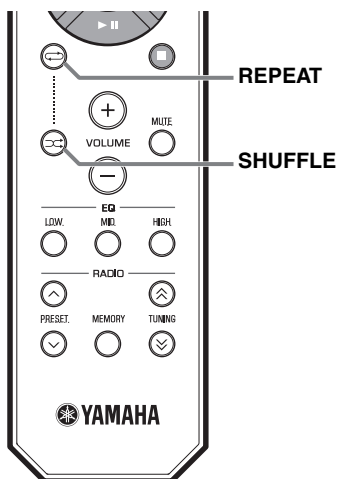 REPEAT
MUTE
VOLUME
SHUFFLE
EQ
LOW MID HIGH
RADIO
PRESET MEMORY TUNING
YAMAHA